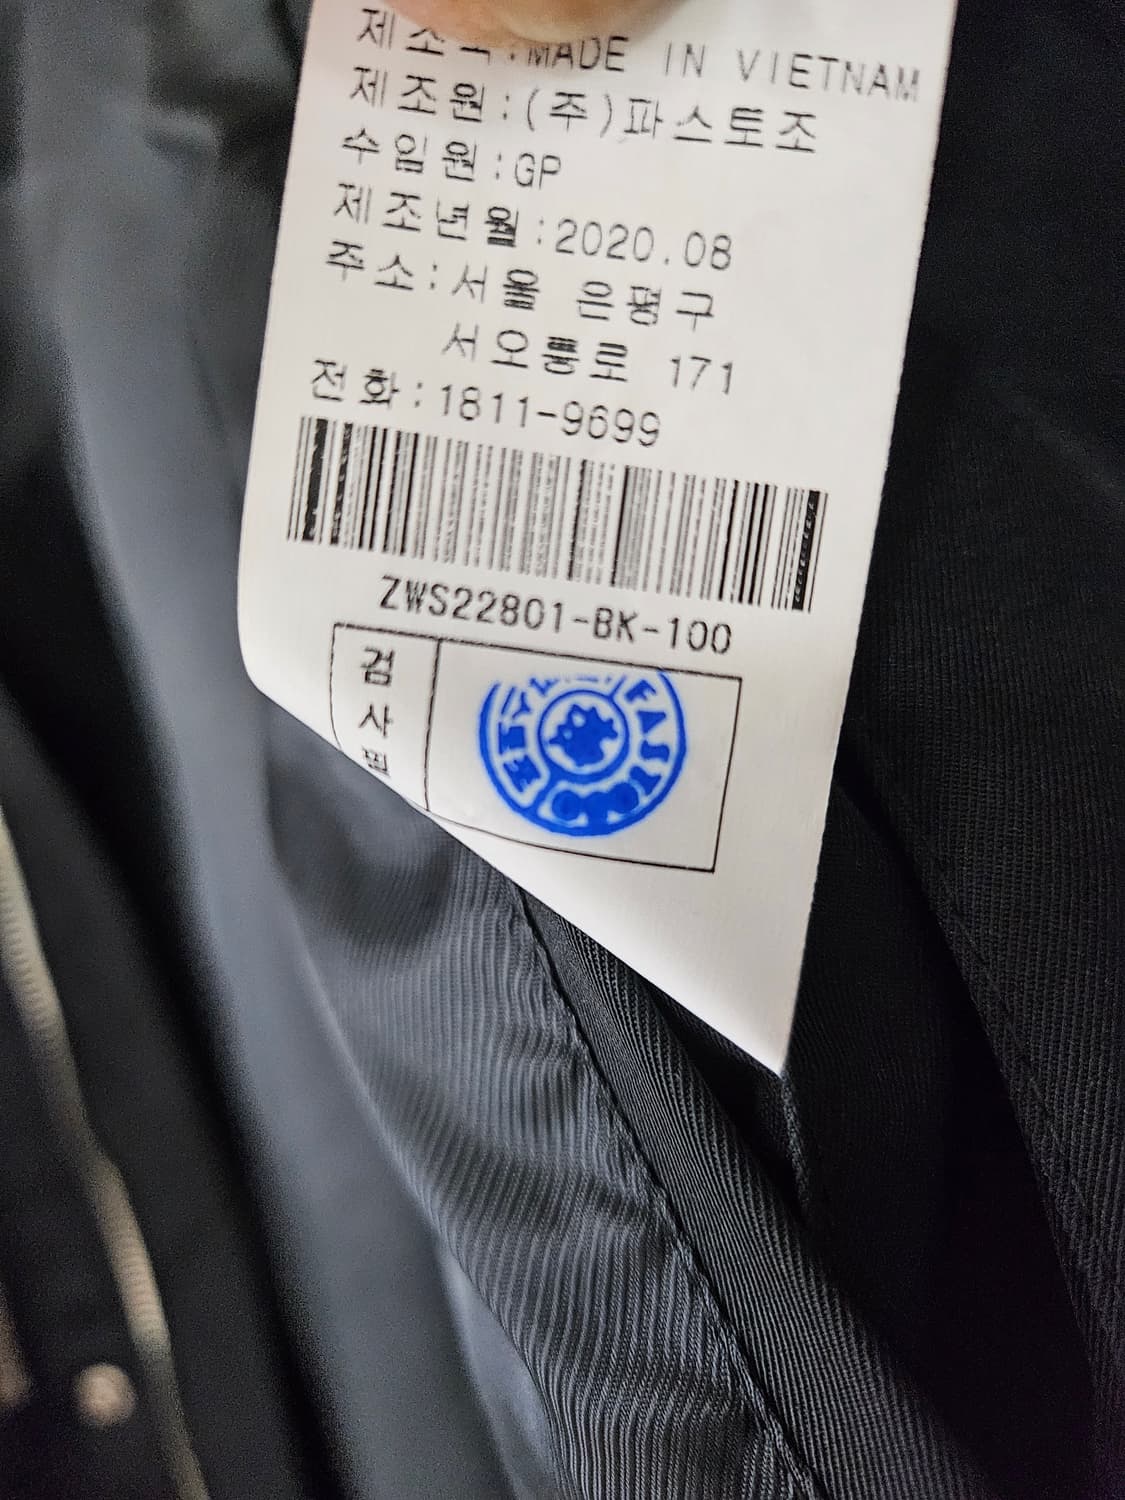 제조국:MADE IN VIETNAM
제조원:(주)파스토조
수입원:GP
제조년월:2020.08
주소:서울 은평구
서오릉로 171
전화:1811-9699
ZWS22801-BK-100
검
사
필